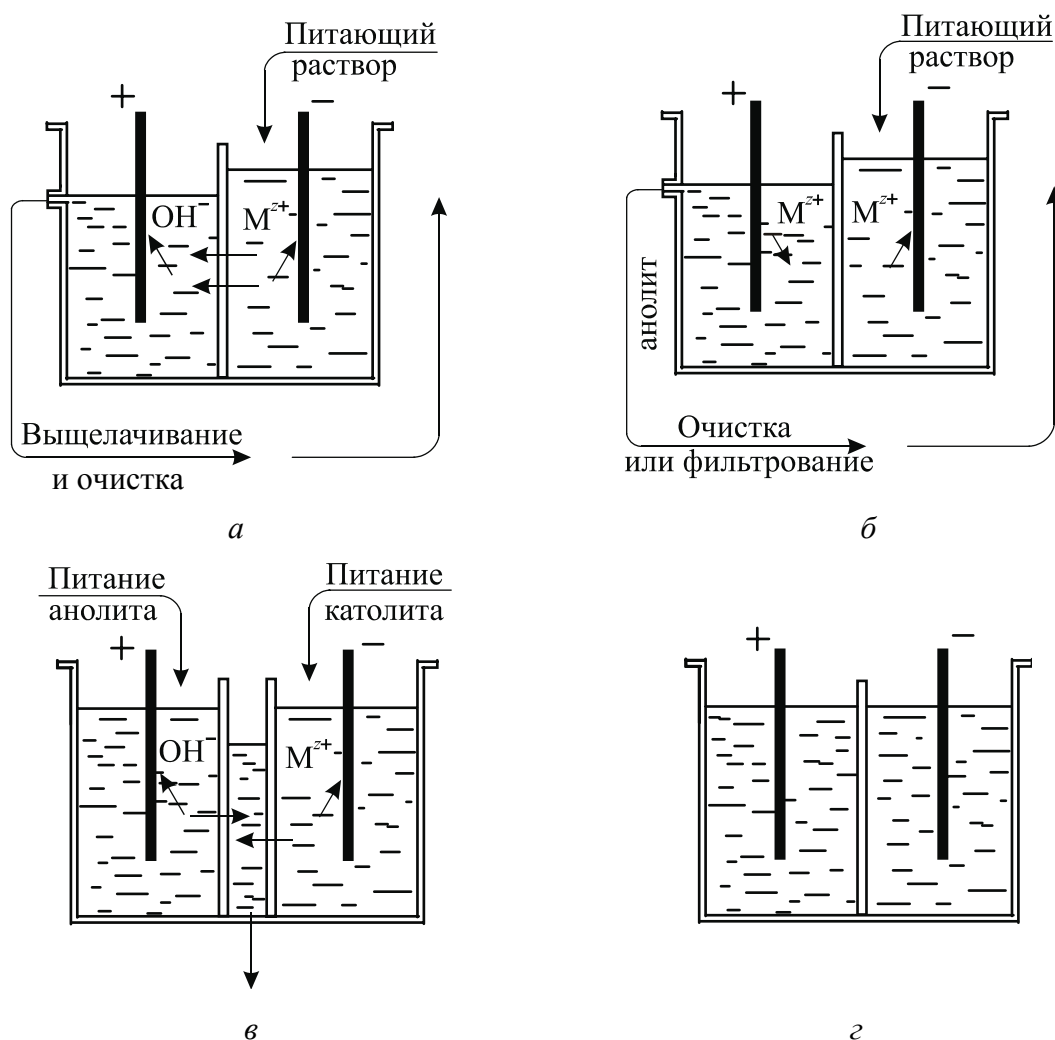 Питающий
раствор
+
−
OH⁻
Mᶻ⁺
Выщелачивание
и очистка
а
Питающий
раствор
+
−
Mᶻ⁺
Mᶻ⁺
анолит
Очистка
или фильтрование
б
Питание
анолита
Питание
католита
+
−
OH⁻
Mᶻ⁺
в
+
−
г